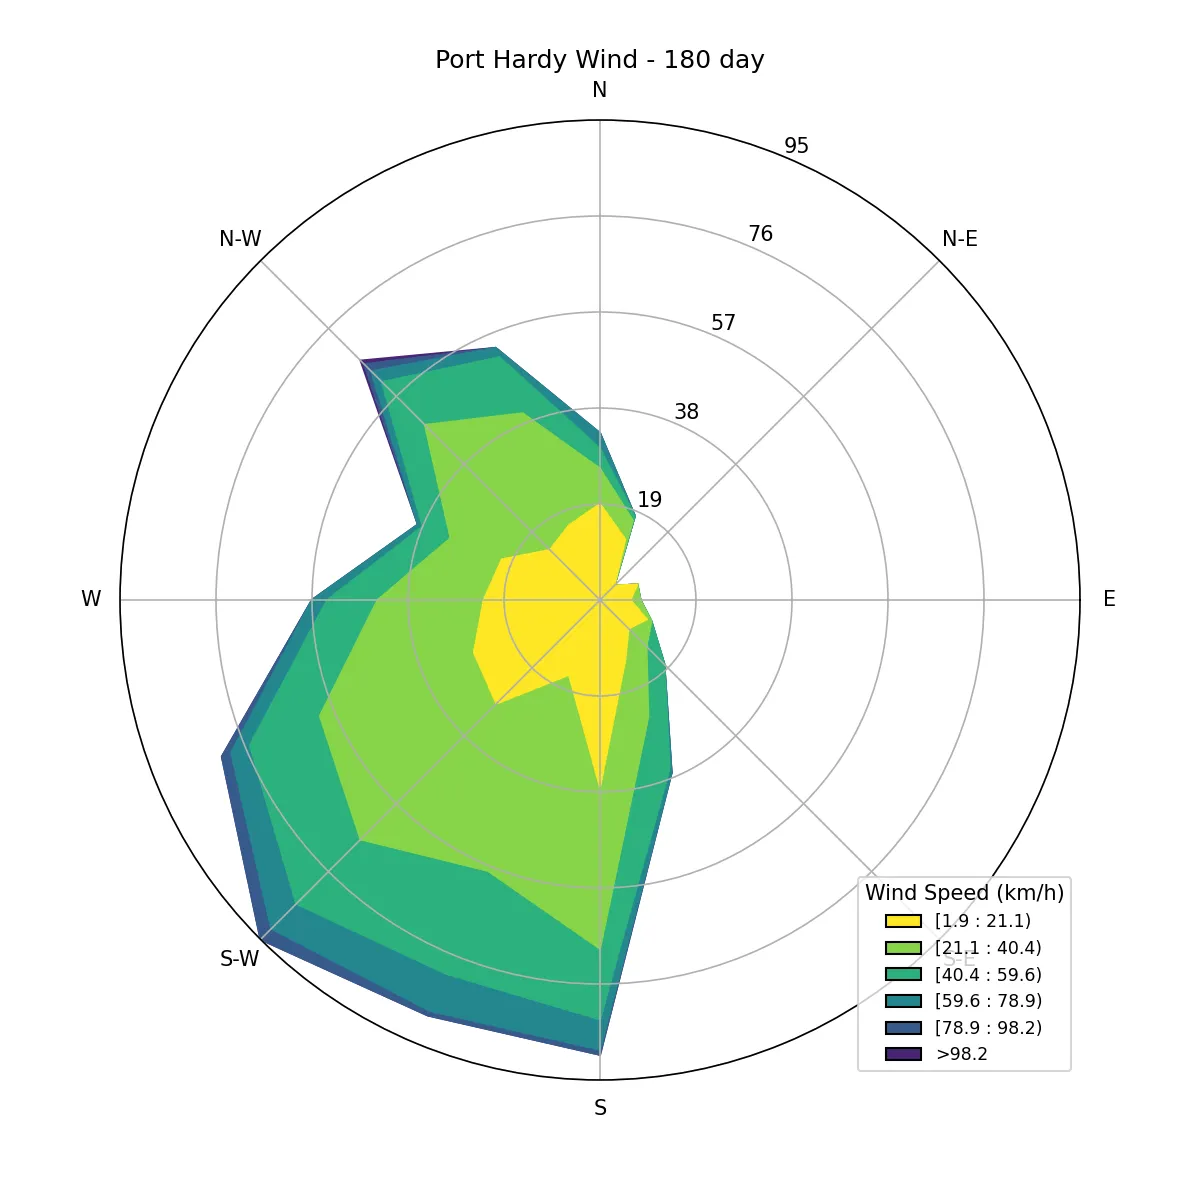 Port Hardy Wind - 180 day
N
95
N-W
76
N-E
57
38
19
W
E
Wind Speed (km/h)
[1.9 : 21.1)
[21.1 : 40.4)
S-W
S-E
[40.4 : 59.6)
[59.6 : 78.9)
[78.9 : 98.2)
>98.2
S